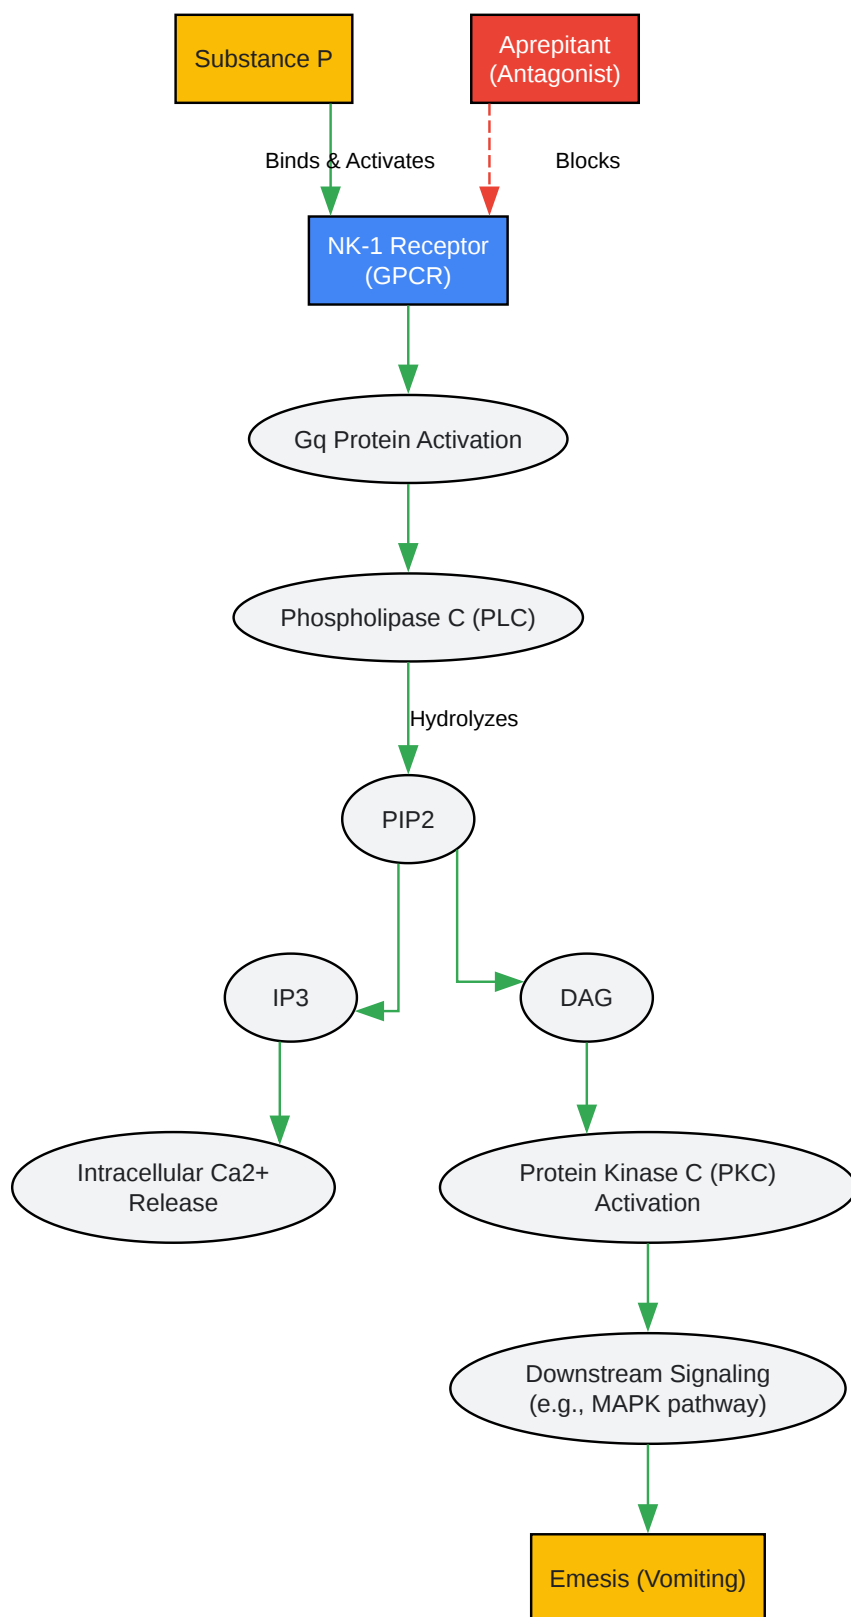 Substance P
Aprepitant
(Antagonist)
Binds & Activates
Blocks
NK-1 Receptor
(GPCR)
Gq Protein Activation
Phospholipase C (PLC)
Hydrolyzes
PIP2
IP3
DAG
Intracellular Ca2+
Release
Protein Kinase C (PKC)
Activation
Downstream Signaling
(e.g., MAPK pathway)
Emesis (Vomiting)